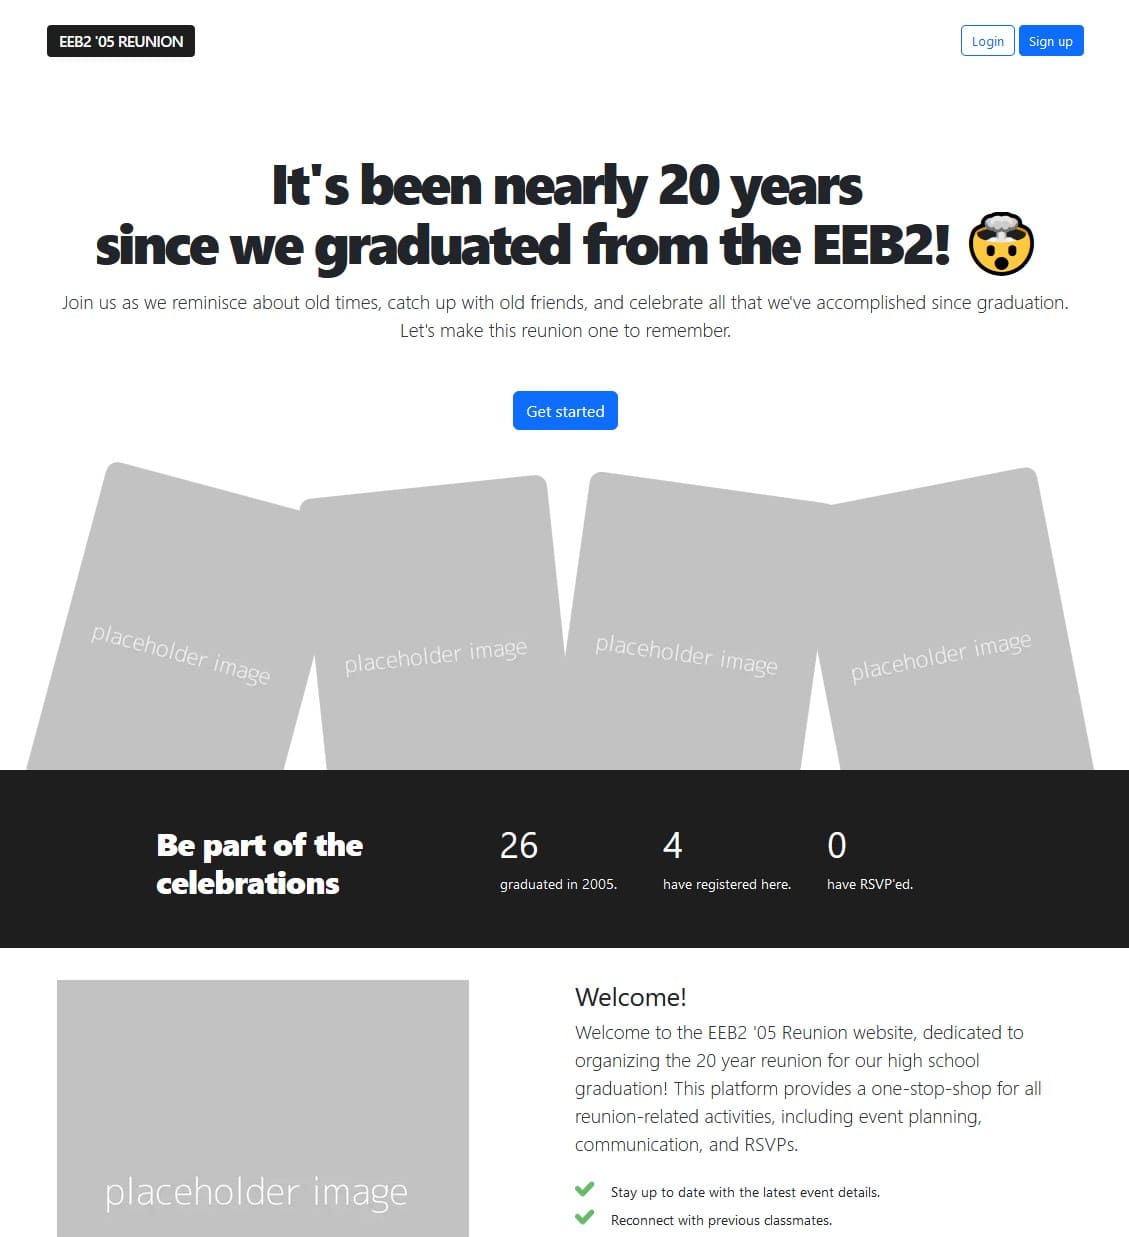 EEB2 '05 REUNION
Login
Sign up
It's been nearly 20 years
since we graduated from the EEB2! 🤯
Join us as we reminisce about old times, catch up with old friends, and celebrate all that we've accomplished since graduation.
Let's make this reunion one to remember.
Get started
placeholder image
placeholder image
placeholder image
placeholder image
Be part of the
celebrations
26
graduated in 2005.
4
have registered here.
0
have RSVP'ed.
placeholder image
Welcome!
Welcome to the EEB2 '05 Reunion website, dedicated to
organizing the 20 year reunion for our high school
graduation! This platform provides a one-stop-shop for all
reunion-related activities, including event planning,
communication, and RSVPs.
Stay up to date with the latest event details.
Reconnect with previous classmates.